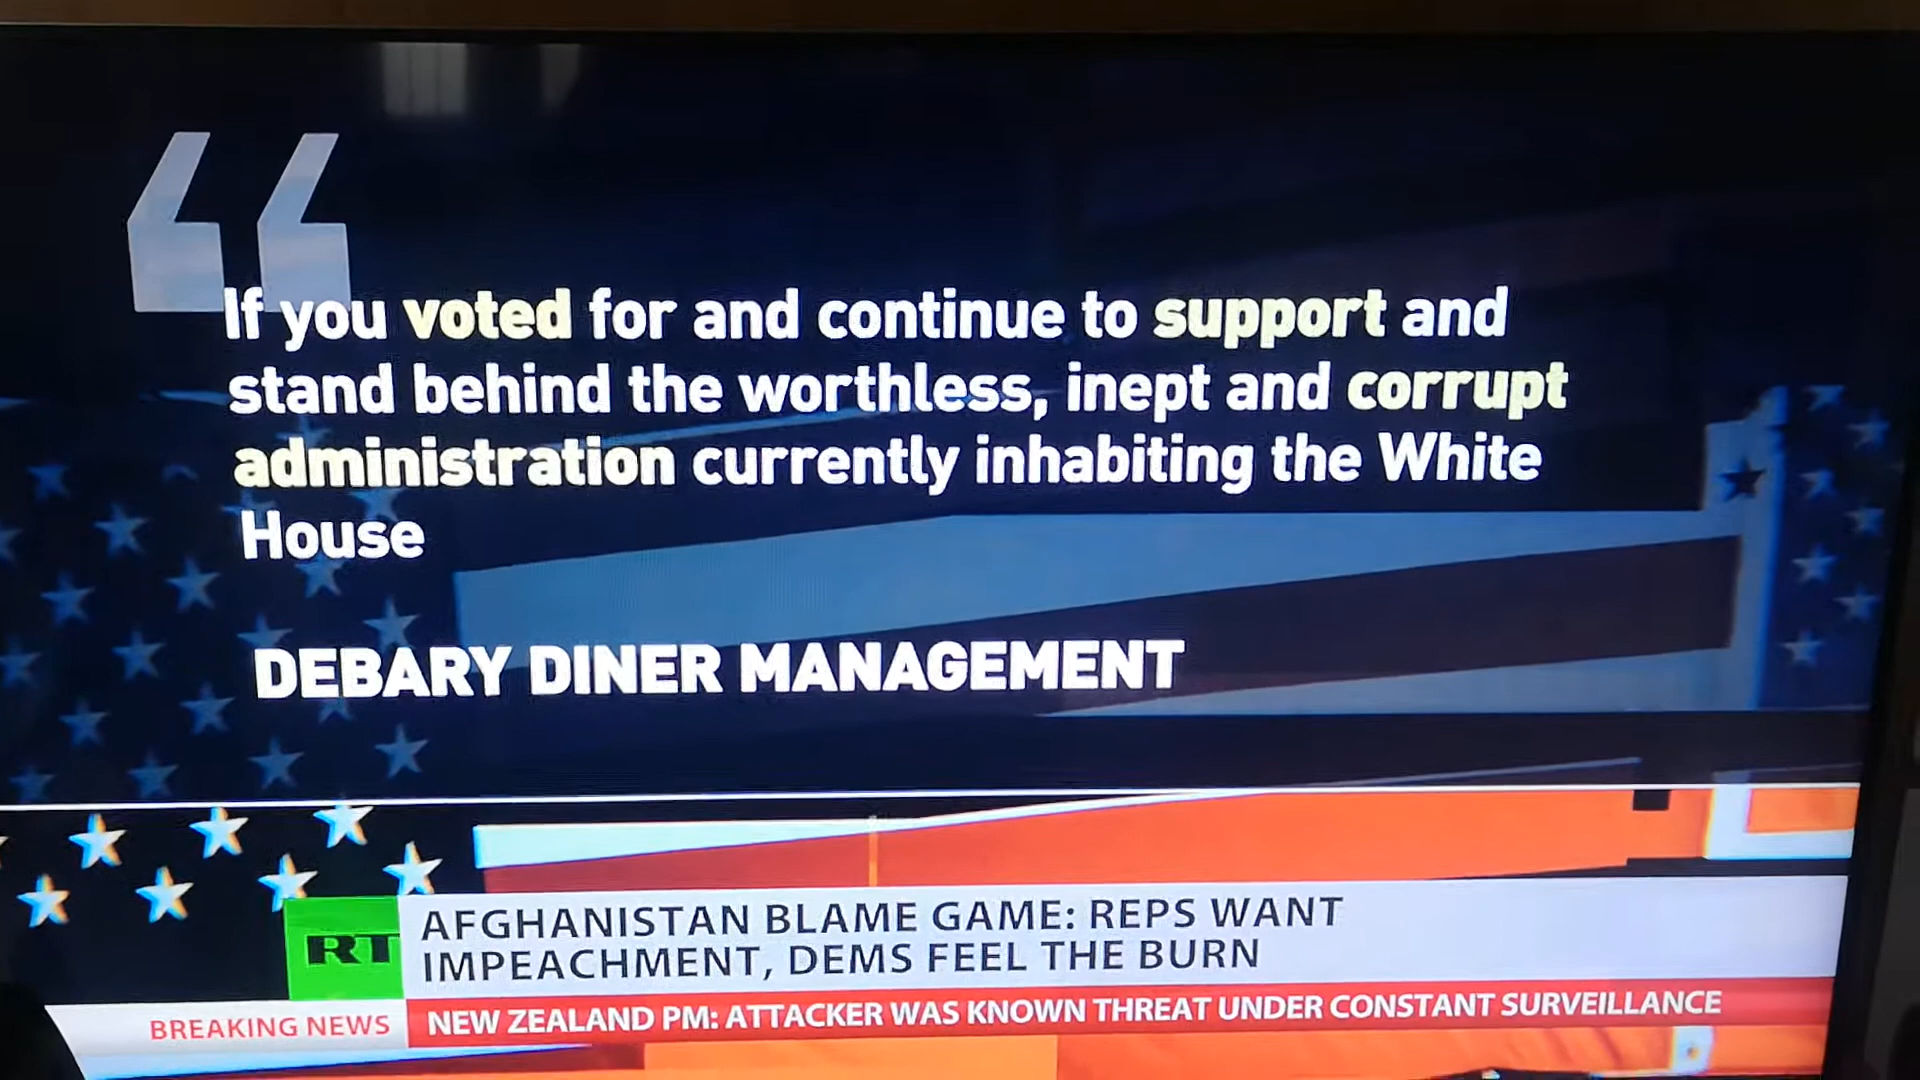 “
If you voted for and continue to support and
stand behind the worthless, inept and corrupt
administration currently inhabiting the White
House
DEBARY DINER MANAGEMENT
RT
AFGHANISTAN BLAME GAME: REPS WANT
IMPEACHMENT, DEMS FEEL THE BURN
BREAKING NEWS
NEW ZEALAND PM: ATTACKER WAS KNOWN THREAT UNDER CONSTANT SURVEILLANCE